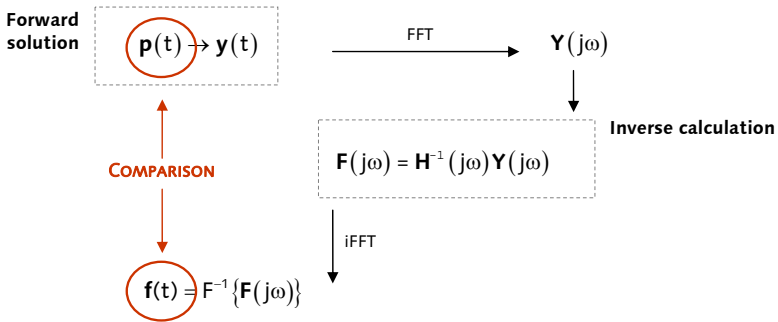 Forward
solution
p(t) → y(t)
FFT
Y(jω)
Inverse calculation
F(jω) = H⁻¹(jω)Y(jω)
COMPARISON
iFFT
f(t) = F⁻¹{F(jω)}